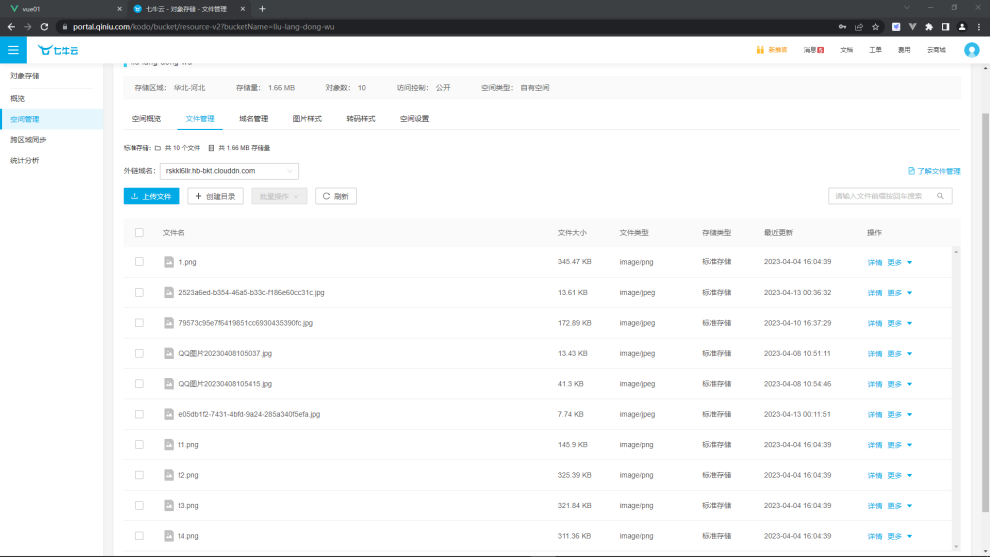 vue01
七牛云 - 对象存储 - 文件管理
portal.qiniu.com/kodo/bucket/resource-v2?bucketName=liu-lang-dong-wu
七牛云
新春装
消息
文档
工单
费用
云商城
对象存储
概览
空间管理
跨区域同步
统计分析
liu-lang-dong-wu
存储区域: 华北-河北 存储量: 1.66 MB 对象数: 10 访问控制: 公开 空间类型: 自有空间
空间概览 文件管理 域名管理 图片样式 转码样式 空间设置
标准存储: 共 10 个文件 共 1.66 MB 存储量
外链域名: rskkl6llr.hb-bkt.clouddn.com 了解文件管理
上传文件 创建目录 批量操作 刷新 请输入文件前缀按回车搜索
文件名 文件大小 文件类型 存储类型 最近更新 操作
1.png 345.47 KB image/png 标准存储 2023-04-04 16:04:39 详情 更多
2523a6ed-b354-46a5-b33c-f186e60cc31c.jpg 13.61 KB image/jpeg 标准存储 2023-04-13 00:36:32 详情 更多
79573c95e7f6419851cc6930435390fc.jpg 172.89 KB image/jpeg 标准存储 2023-04-10 16:37:29 详情 更多
QQ图片20230408105037.jpg 13.43 KB image/jpeg 标准存储 2023-04-08 10:51:11 详情 更多
QQ图片20230408105415.jpg 41.3 KB image/jpeg 标准存储 2023-04-08 10:54:46 详情 更多
e05db1f2-7431-4bfd-9a24-285a340f5efa.jpg 7.74 KB image/jpeg 标准存储 2023-04-13 00:11:51 详情 更多
t1.png 145.9 KB image/png 标准存储 2023-04-04 16:04:39 详情 更多
t2.png 325.39 KB image/png 标准存储 2023-04-04 16:04:39 详情 更多
t3.png 321.84 KB image/png 标准存储 2023-04-04 16:04:39 详情 更多
t4.png 311.36 KB image/png 标准存储 2023-04-04 16:04:39 详情 更多